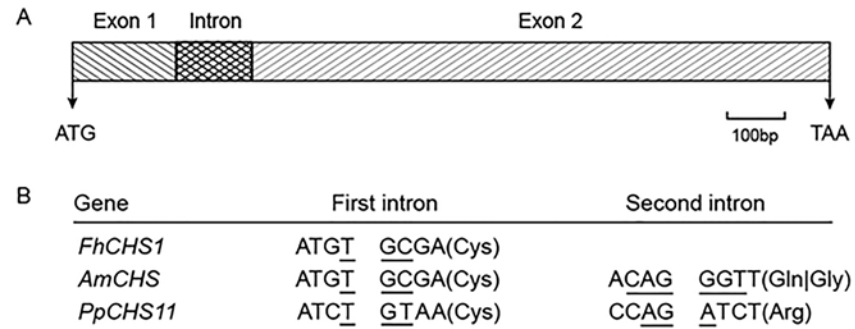 A
Exon 1 Intron Exon 2
ATG 100bp TAA
B
Gene First intron Second intron
FhCHS1 ATGT GCGA(Cys)
AmCHS ATGT GCGA(Cys) ACAG GGTT(Gln|Gly)
PpCHS11 ATCT GTAA(Cys) CCAG ATCT(Arg)